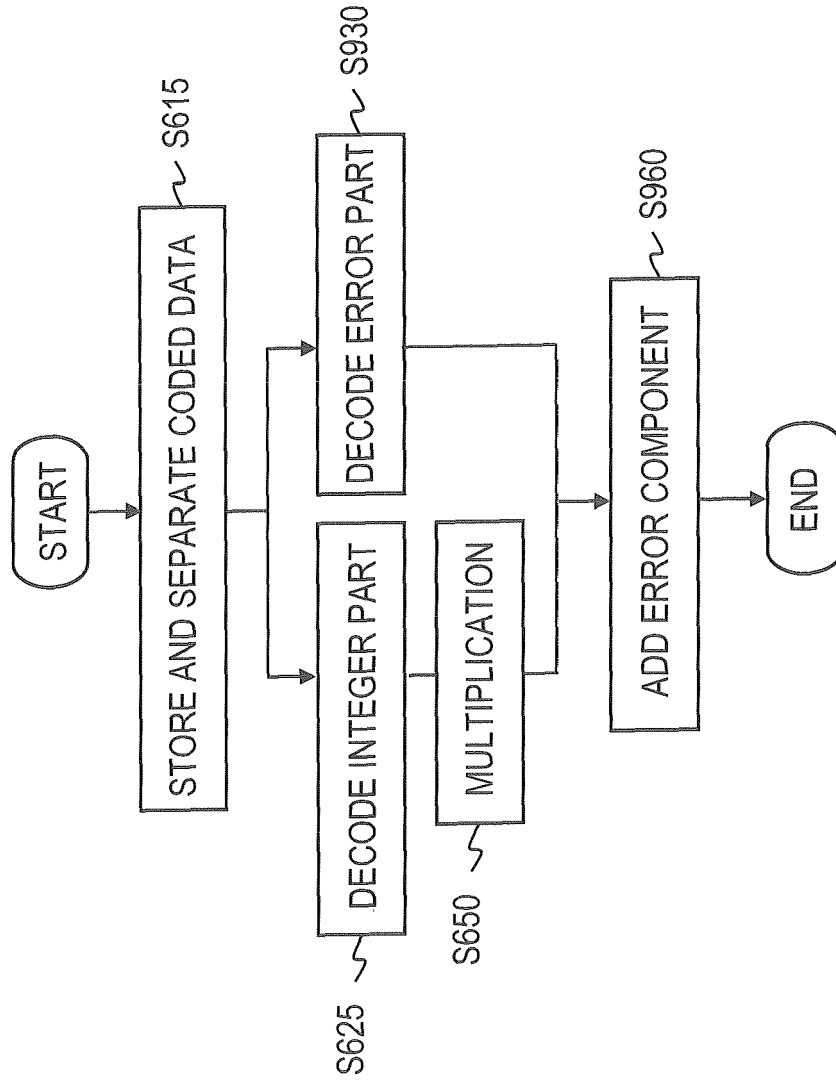 START
STORE AND SEPARATE CODED DATA
S615
DECODE INTEGER PART
S625
DECODE ERROR PART
S930
MULTIPLICATION
S650
ADD ERROR COMPONENT
S960
END